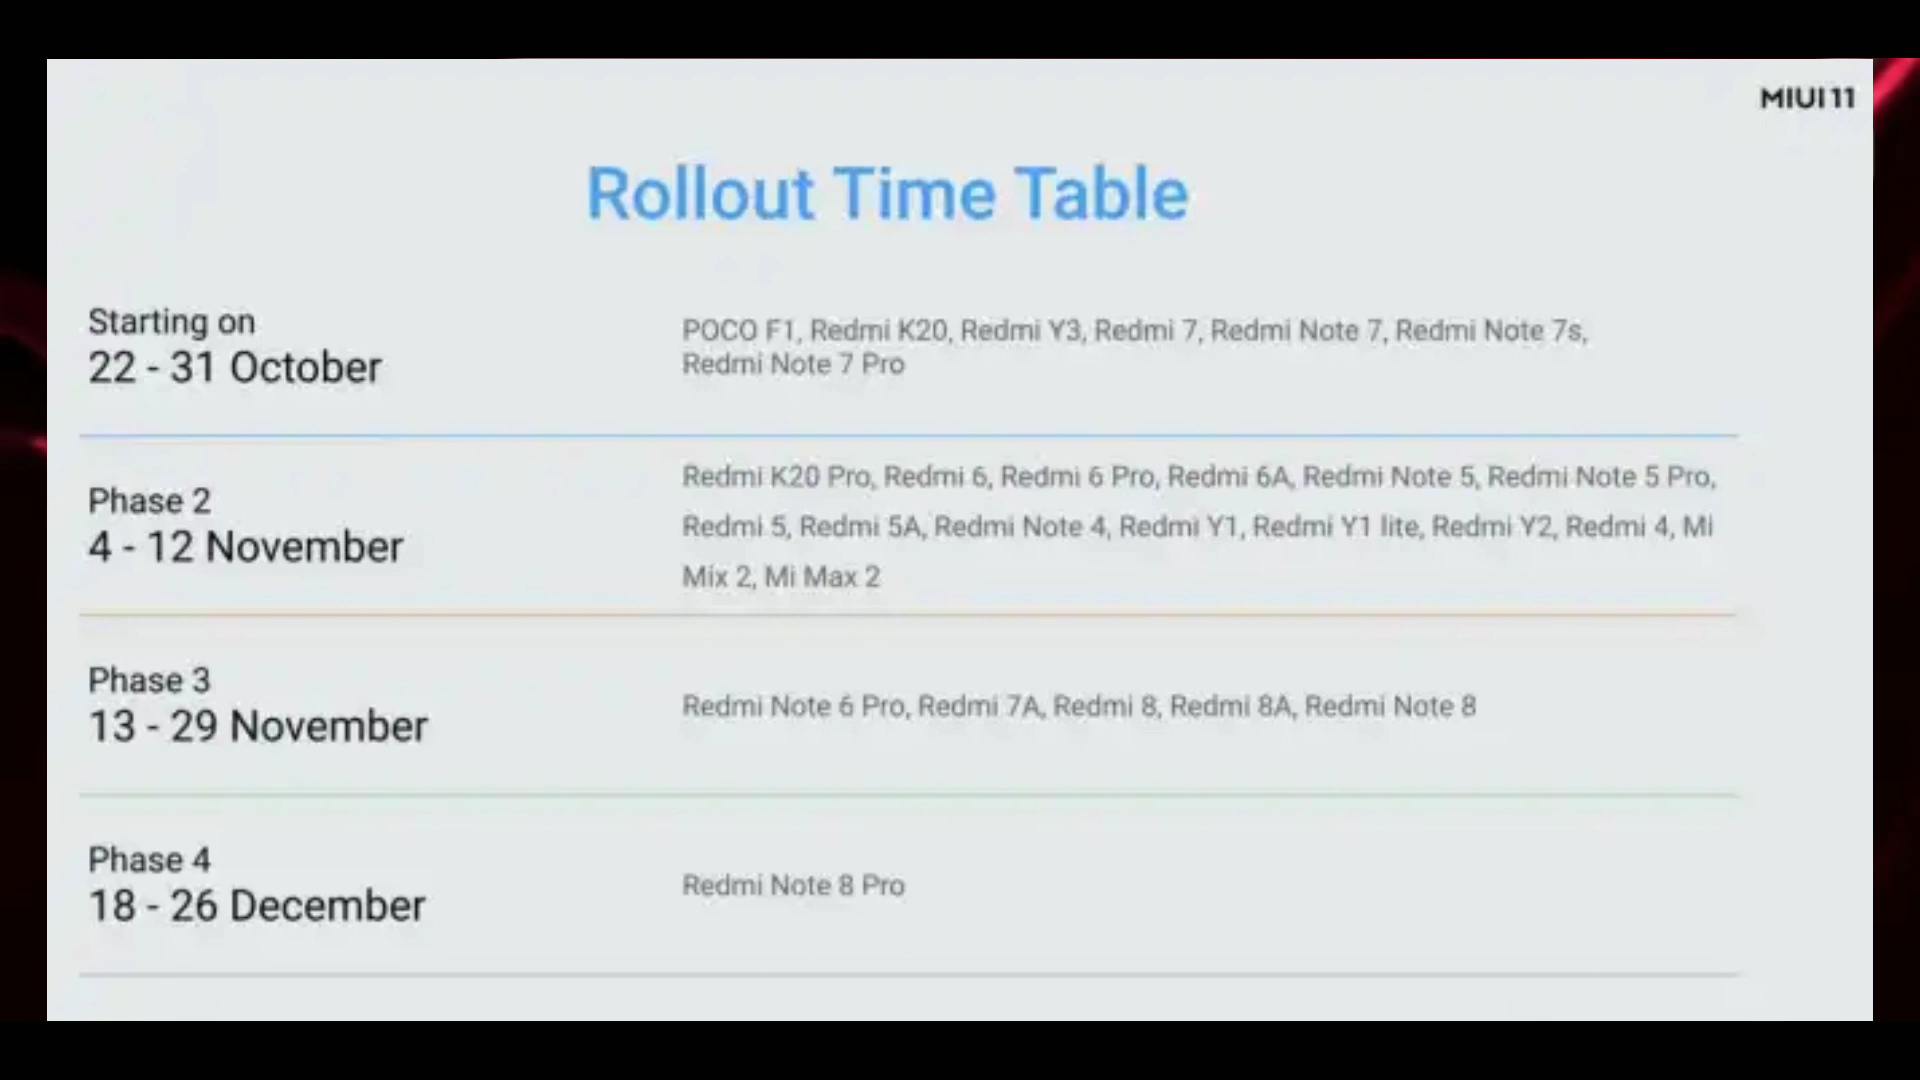 MIUI 11
Rollout Time Table
Starting on
22 - 31 October
POCO F1, Redmi K20, Redmi Y3, Redmi 7, Redmi Note 7, Redmi Note 7s,
Redmi Note 7 Pro
Phase 2
4 - 12 November
Redmi K20 Pro, Redmi 6, Redmi 6 Pro, Redmi 6A, Redmi Note 5, Redmi Note 5 Pro,
Redmi 5, Redmi 5A, Redmi Note 4, Redmi Y1, Redmi Y1 lite, Redmi Y2, Redmi 4, Mi
Mix 2, Mi Max 2
Phase 3
13 - 29 November
Redmi Note 6 Pro, Redmi 7A, Redmi 8, Redmi 8A, Redmi Note 8
Phase 4
18 - 26 December
Redmi Note 8 Pro